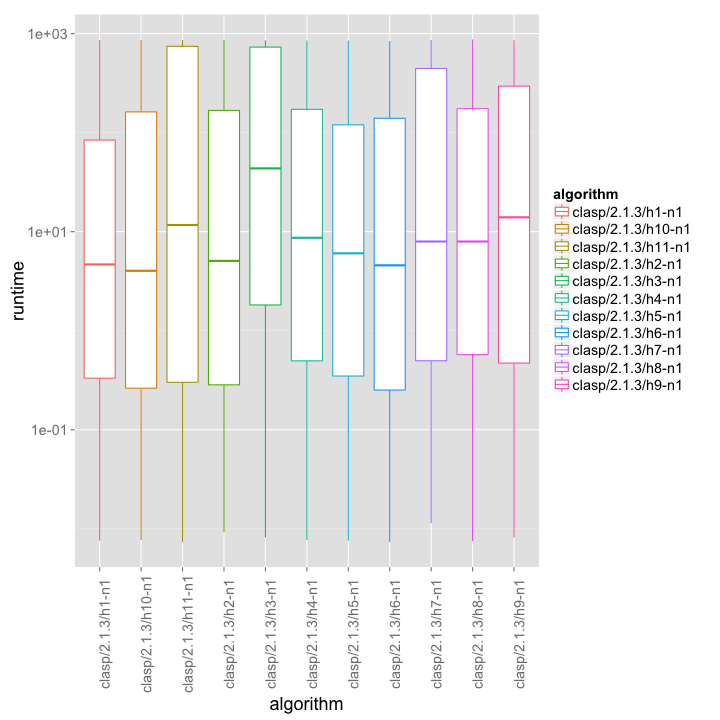 1e+03
1e+01
1e-01
runtime
clasp/2.1.3/h1-n1
clasp/2.1.3/h10-n1
clasp/2.1.3/h11-n1
clasp/2.1.3/h2-n1
clasp/2.1.3/h3-n1
clasp/2.1.3/h4-n1
clasp/2.1.3/h5-n1
clasp/2.1.3/h6-n1
clasp/2.1.3/h7-n1
clasp/2.1.3/h8-n1
clasp/2.1.3/h9-n1
algorithm
algorithm
clasp/2.1.3/h1-n1
clasp/2.1.3/h10-n1
clasp/2.1.3/h11-n1
clasp/2.1.3/h2-n1
clasp/2.1.3/h3-n1
clasp/2.1.3/h4-n1
clasp/2.1.3/h5-n1
clasp/2.1.3/h6-n1
clasp/2.1.3/h7-n1
clasp/2.1.3/h8-n1
clasp/2.1.3/h9-n1